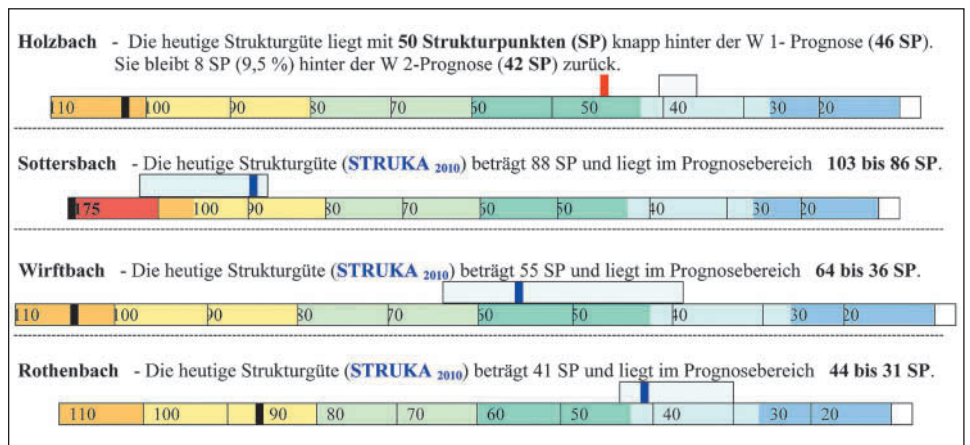 Holzbach - Die heutige Strukturgüte liegt mit 50 Strukturpunkten (SP) knapp hinter der W 1- Prognose (46 SP).
Sie bleibt 8 SP (9,5 %) hinter der W 2-Prognose (42 SP) zurück.
110 100 90 80 70 60 50 40 30 20
Sottersbach - Die heutige Strukturgüte (STRUKA 2010) beträgt 88 SP und liegt im Prognosebereich 103 bis 86 SP.
175 100 90 80 70 60 50 40 30 20
Wirftbach - Die heutige Strukturgüte (STRUKA 2010) beträgt 55 SP und liegt im Prognosebereich 64 bis 36 SP.
110 100 90 80 70 60 50 40 30 20
Rothenbach - Die heutige Strukturgüte (STRUKA 2010) beträgt 41 SP und liegt im Prognosebereich 44 bis 31 SP.
110 100 90 80 70 60 50 40 30 20